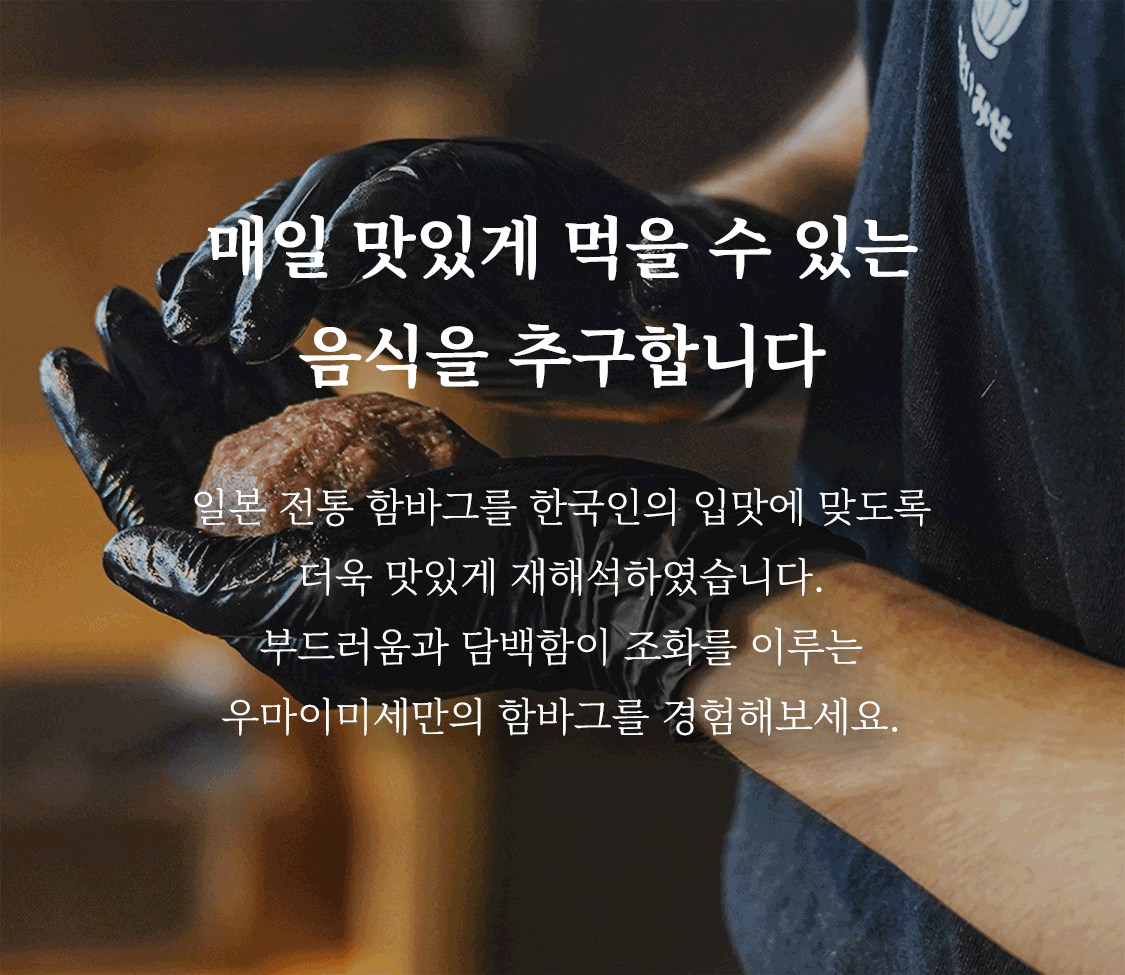 매일 맛있게 먹을 수 있는
음식을 추구합니다
일본 전통 함바그를 한국인의 입맛에 맞도록
더욱 맛있게 재해석하였습니다.
부드러움과 담백함이 조화를 이루는
우마이미세만의 함바그를 경험해보세요.